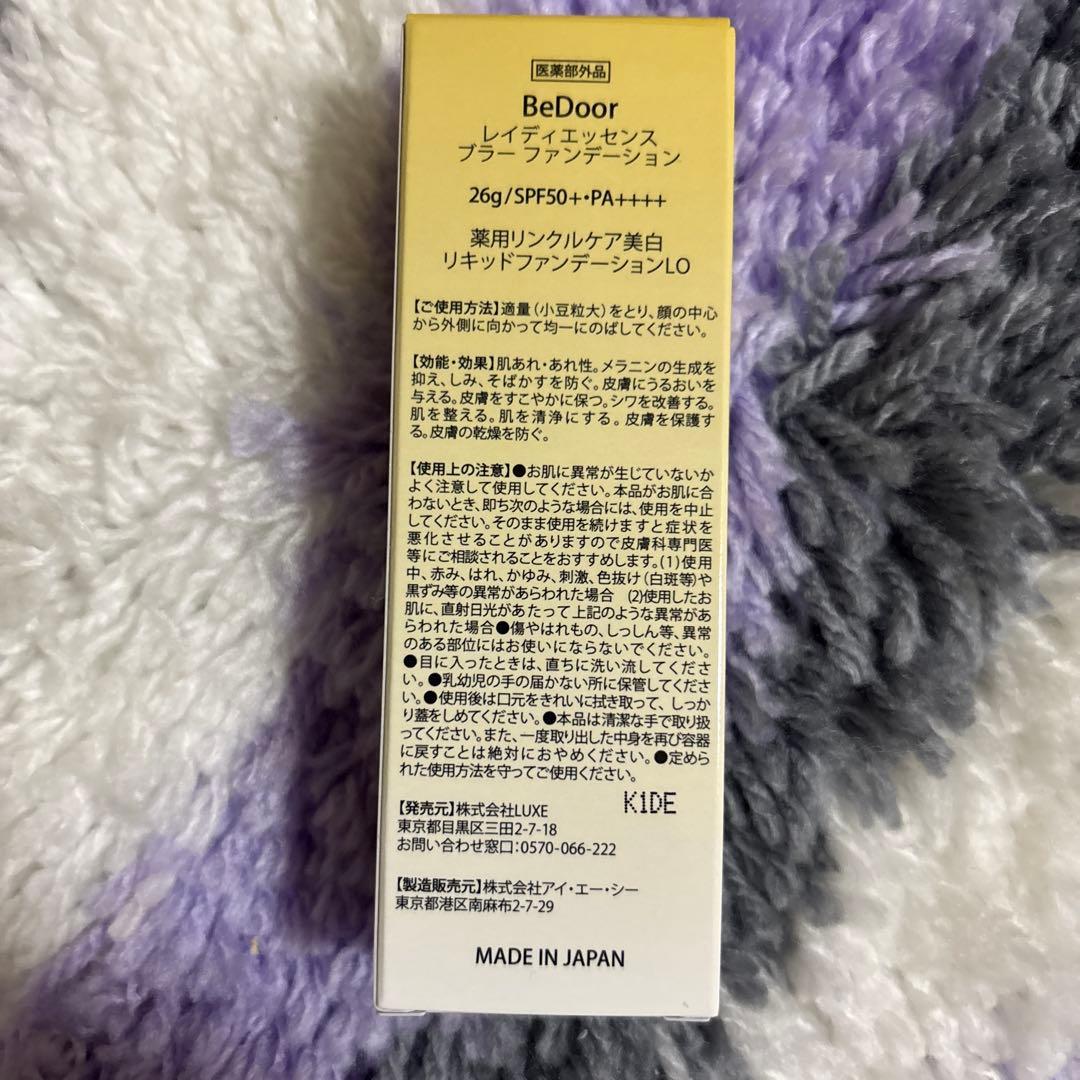 医薬部外品
BeDoor
レイディエッセンス
ブラー ファンデーション
26g/SPF50+・PA++++
薬用リンクルケア美白
リキッドファンデーションLO
【ご使用方法】適量(小豆粒大)をとり、顔の中心
から外側に向かって均一にのばしてください。
【効能・効果】肌あれ・あれ性。メラニンの生成を
抑え、しみ、そばかすを防ぐ。皮膚にうるおいを
与える。皮膚をすこやかに保つ。シワを改善する。
肌を整える。肌を清浄にする。皮膚を保護す
る。皮膚の乾燥を防ぐ。
【使用上の注意】●お肌に異常が生じていないか
よく注意して使用してください。本品がお肌に合
わないとき、即ち次のような場合には、使用を中止
してください。そのまま使用を続けますと症状を
悪化させることがありますので皮膚科専門医
等にご相談されることをおすすめします。(1)使用
中、赤み、はれ、かゆみ、刺激、色抜け(白斑等)や
黒ずみ等の異常があらわれた場合 (2)使用したお
肌に、直射日光があたって上記のような異常があ
らわれた場合●傷やはれもの、しっしん等、異常
のある部位にはお使いにならないでください。
●目に入ったときは、直ちに洗い流してくださ
い。●乳幼児の手の届かない所に保管してくださ
い。●使用後は口元をきれいに拭き取って、しっか
り蓋をしめてください。●本品は清潔な手で取り扱
ってください。また、一度取り出した中身を再び容器
に戻すことは絶対におやめください。●定めら
れた使用方法を守ってご使用ください。
K1DE
【発売元】株式会社LUXE
東京都目黒区三田2-7-18
お問い合わせ窓口:0570-066-222
【製造販売元】株式会社アイ・エー・シー
東京都港区南麻布2-7-29
MADE IN JAPAN